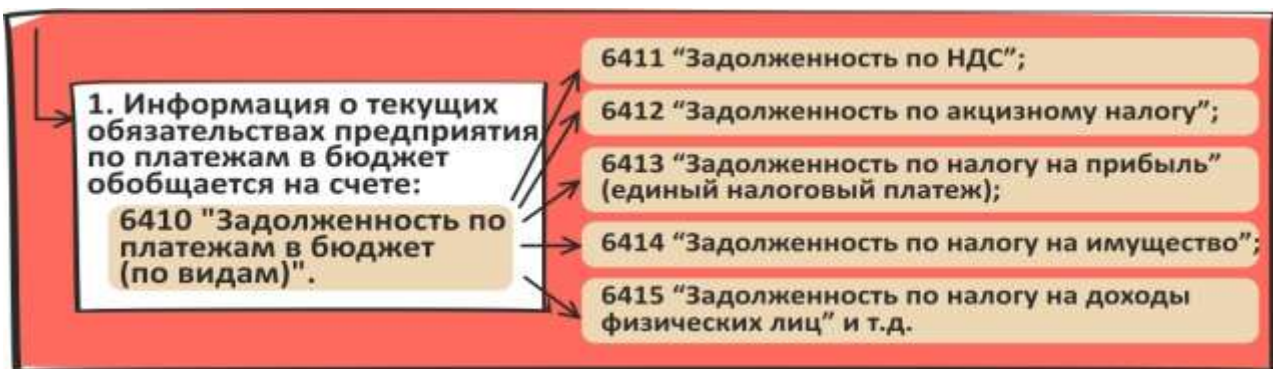 1. Информация о текущих
обязательствах предприятия
по платежам в бюджет
обобщается на счете:
6410 "Задолженность по
платежам в бюджет
(по видам)".
6411 “Задолженность по НДС”;
6412 “Задолженность по акцизному налогу”;
6413 “Задолженность по налогу на прибыль”
(единый налоговый платеж);
6414 “Задолженность по налогу на имущество”;
6415 “Задолженность по налогу на доходы
физических лиц” и т.д.